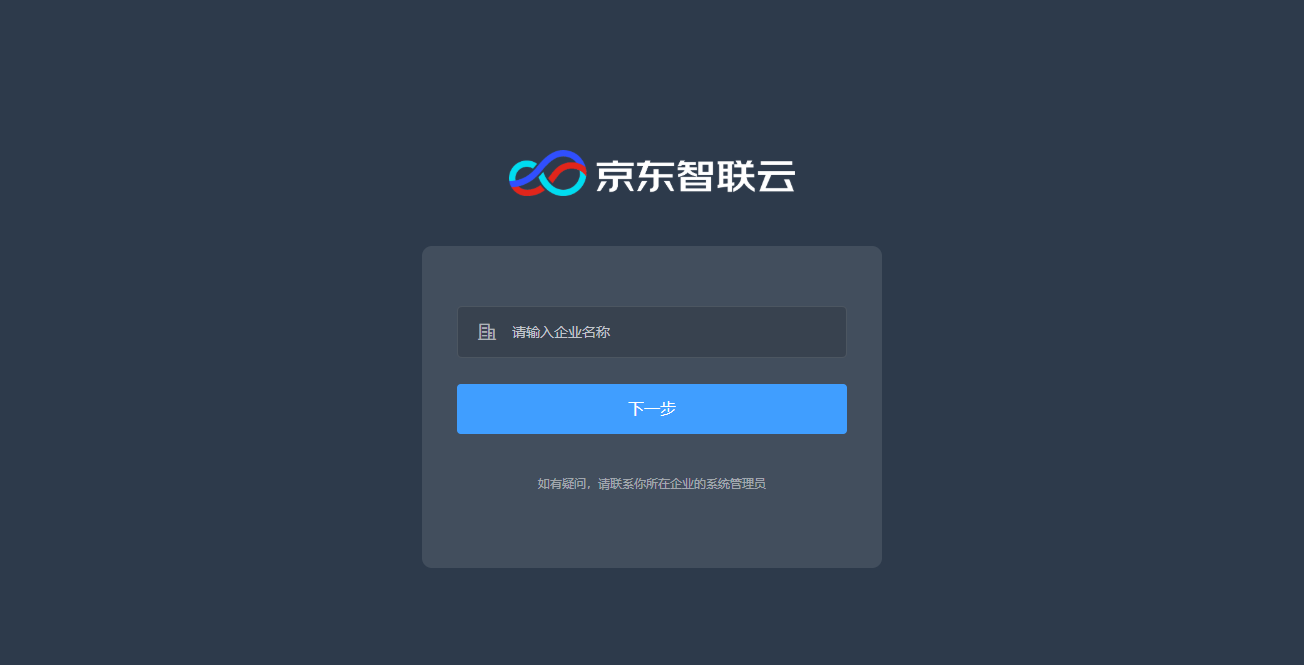 京东智联云
请输入企业名称
下一步
如有疑问，请联系你所在企业的系统管理员